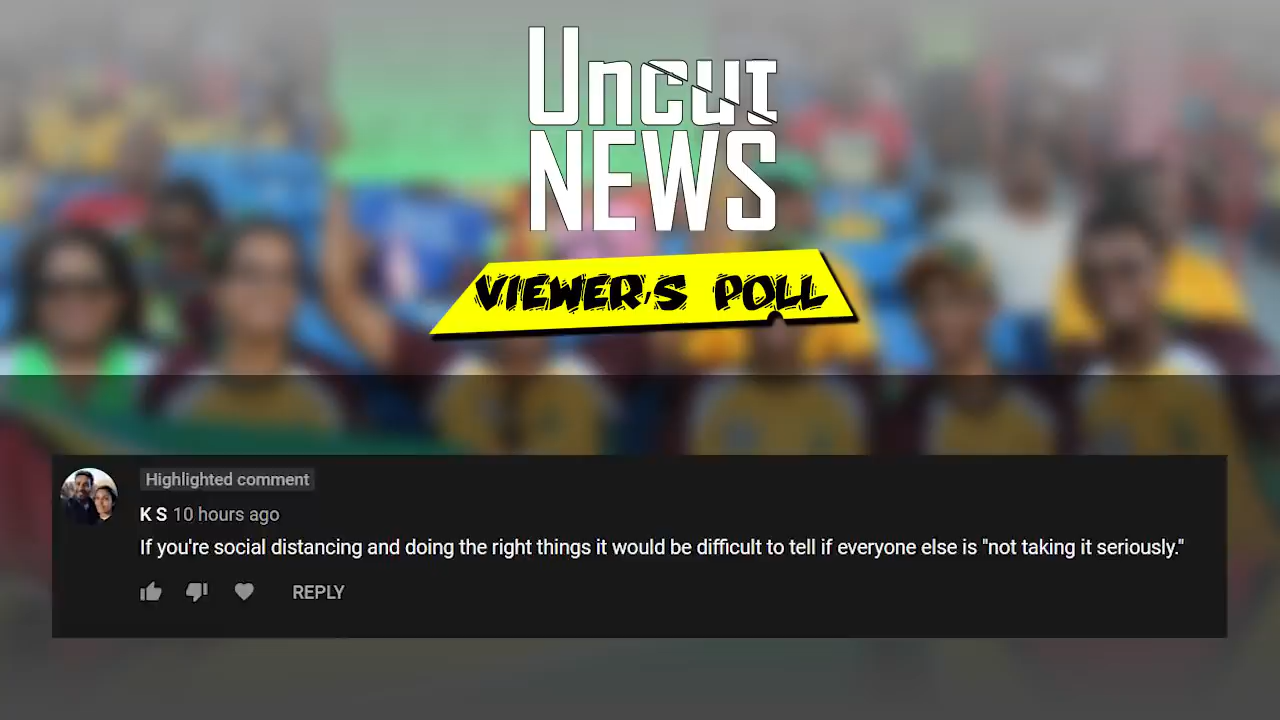 Uncut
NEWS
VIEWER'S POLL
Highlighted comment
K S 10 hours ago
If you're social distancing and doing the right things it would be difficult to tell if everyone else is "not taking it seriously."
REPLY